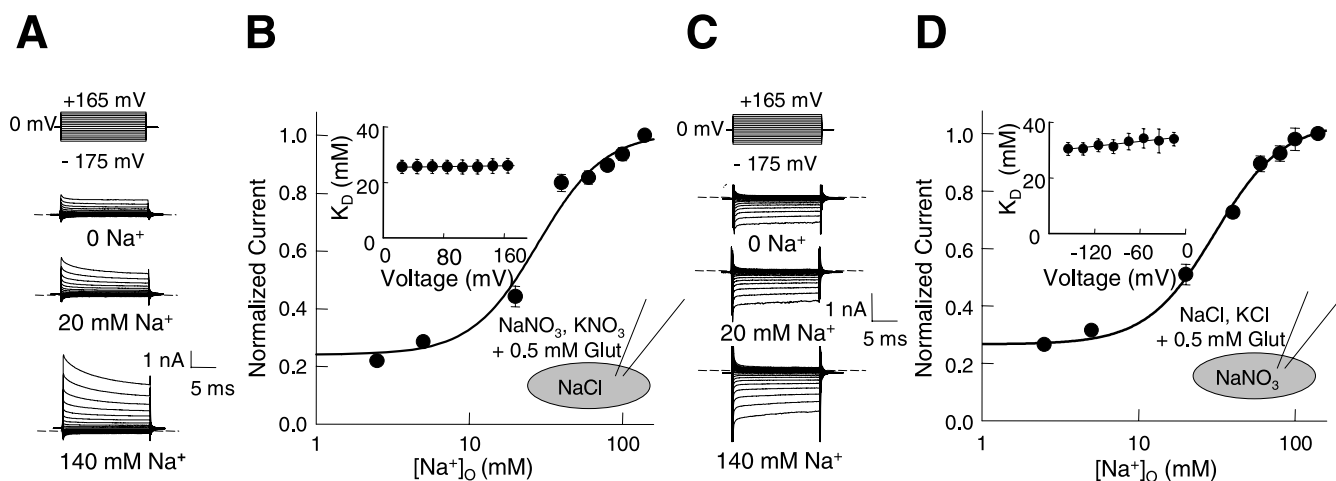 A
+165 mV
0 mV
- 175 mV
0 Na⁺
20 mM Na⁺
1 nA
5 ms
140 mM Na⁺
B
Normalized Current
1.0
0.8
0.6
0.4
0.2
0.0
1
10
100
[Na⁺]O (mM)
KD (mM)
40
20
0
0
80
160
Voltage (mV)
NaNO₃, KNO₃
+ 0.5 mM Glut
NaCl
C
+165 mV
0 mV
- 175 mV
0 Na⁺
20 mM Na⁺
1 nA
5 ms
140 mM Na⁺
D
Normalized Current
1.0
0.8
0.6
0.4
0.2
0.0
1
10
100
[Na⁺]O (mM)
KD (mM)
40
20
0
-120
-60
0
Voltage (mV)
NaCl, KCl
+ 0.5 mM Glut
NaNO₃